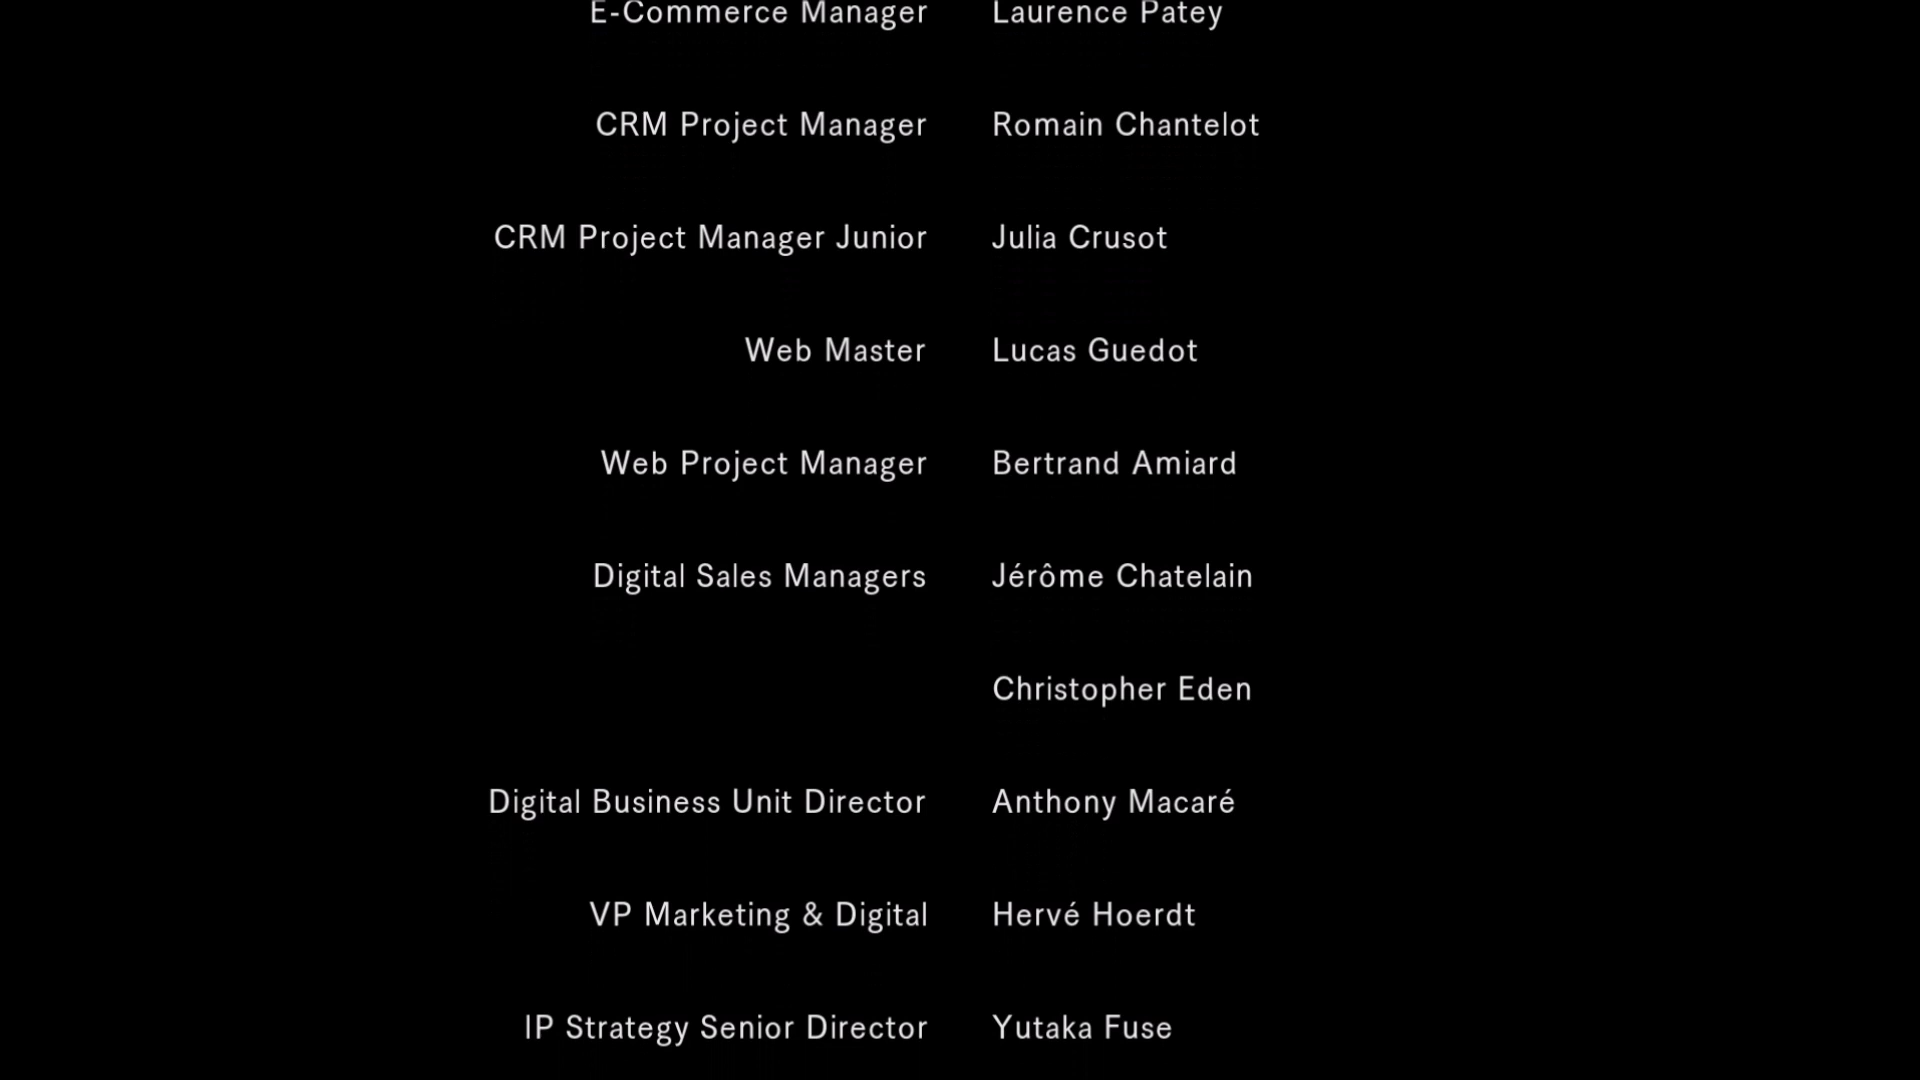 E-Commerce Manager Laurence Patey
CRM Project Manager Romain Chantelot
CRM Project Manager Junior Julia Crusot
Web Master Lucas Guedot
Web Project Manager Bertrand Amiard
Digital Sales Managers Jérôme Chatelain
Christopher Eden
Digital Business Unit Director Anthony Macaré
VP Marketing & Digital Hervé Hoerdt
IP Strategy Senior Director Yutaka Fuse